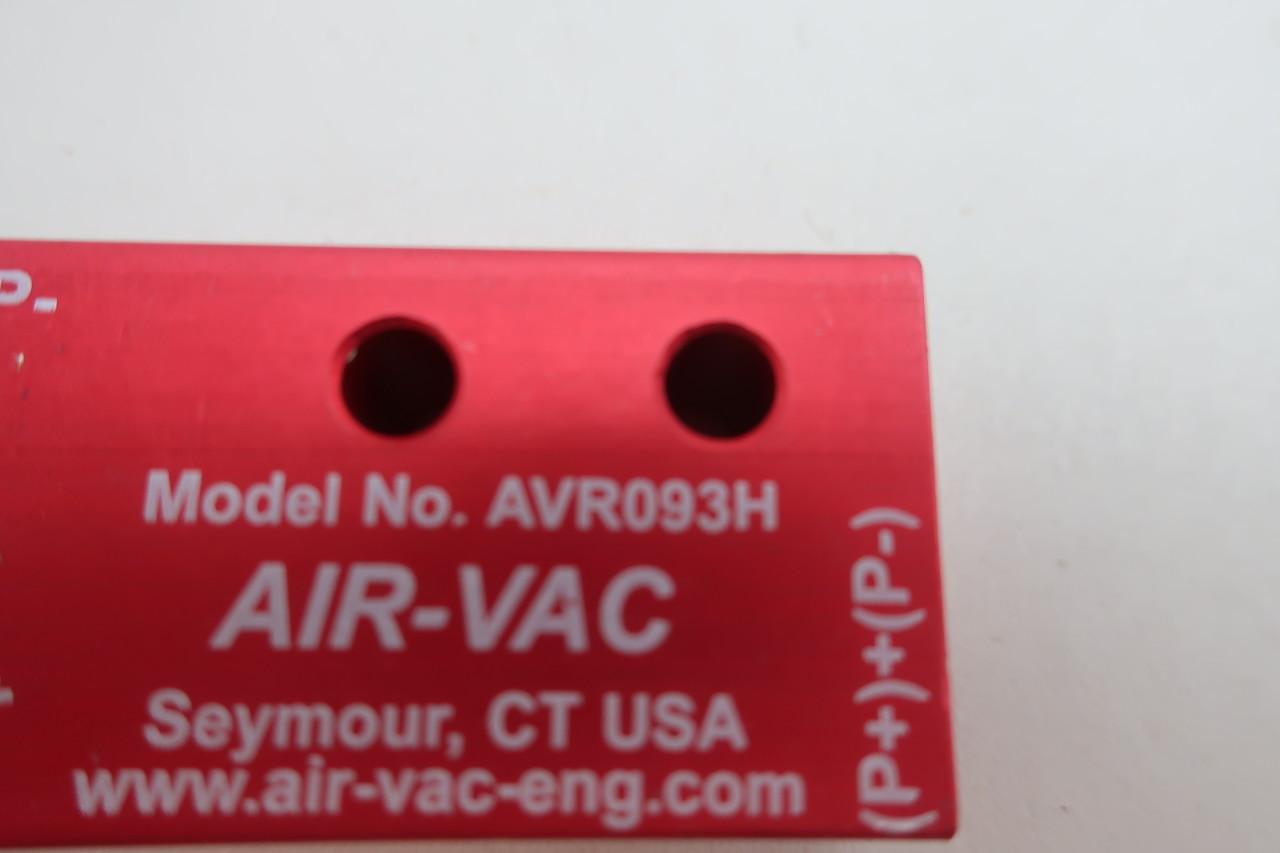 P-
Model No. AVR093H
AIR-VAC
Seymour, CT USA
www.air-vac-eng.com
(P+)+(P-)